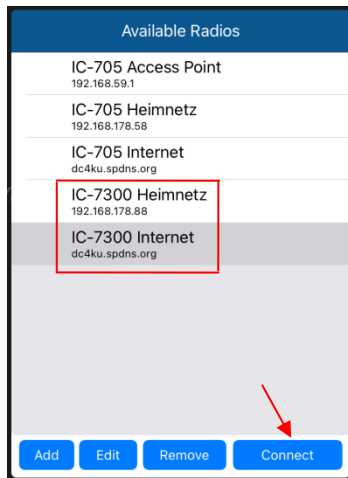 Available Radios
IC-705 Access Point
192.168.59.1
IC-705 Heimnetz
192.168.178.58
IC-705 Internet
dc4ku.spdns.org
IC-7300 Heimnetz
192.168.178.88
IC-7300 Internet
dc4ku.spdns.org
Add Edit Remove Connect